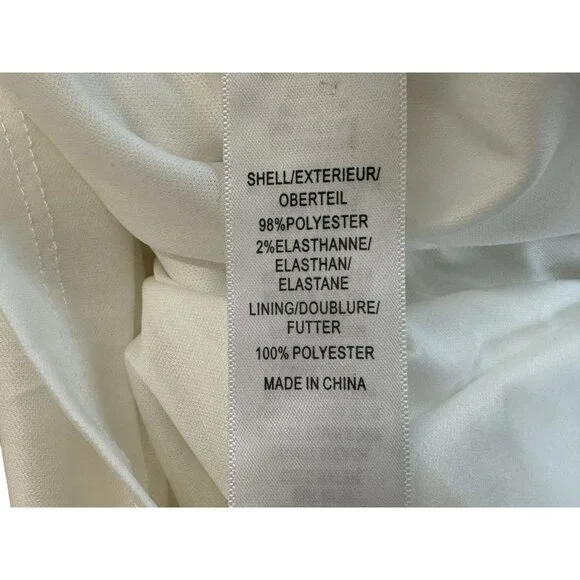 SHELL/EXTERIEUR/
OBERTEIL
98%POLYESTER
2%ELASTHANNE/
ELASTHAN/
ELASTANE
LINING/DOUBLURE/
FUTTER
100% POLYESTER
MADE IN CHINA